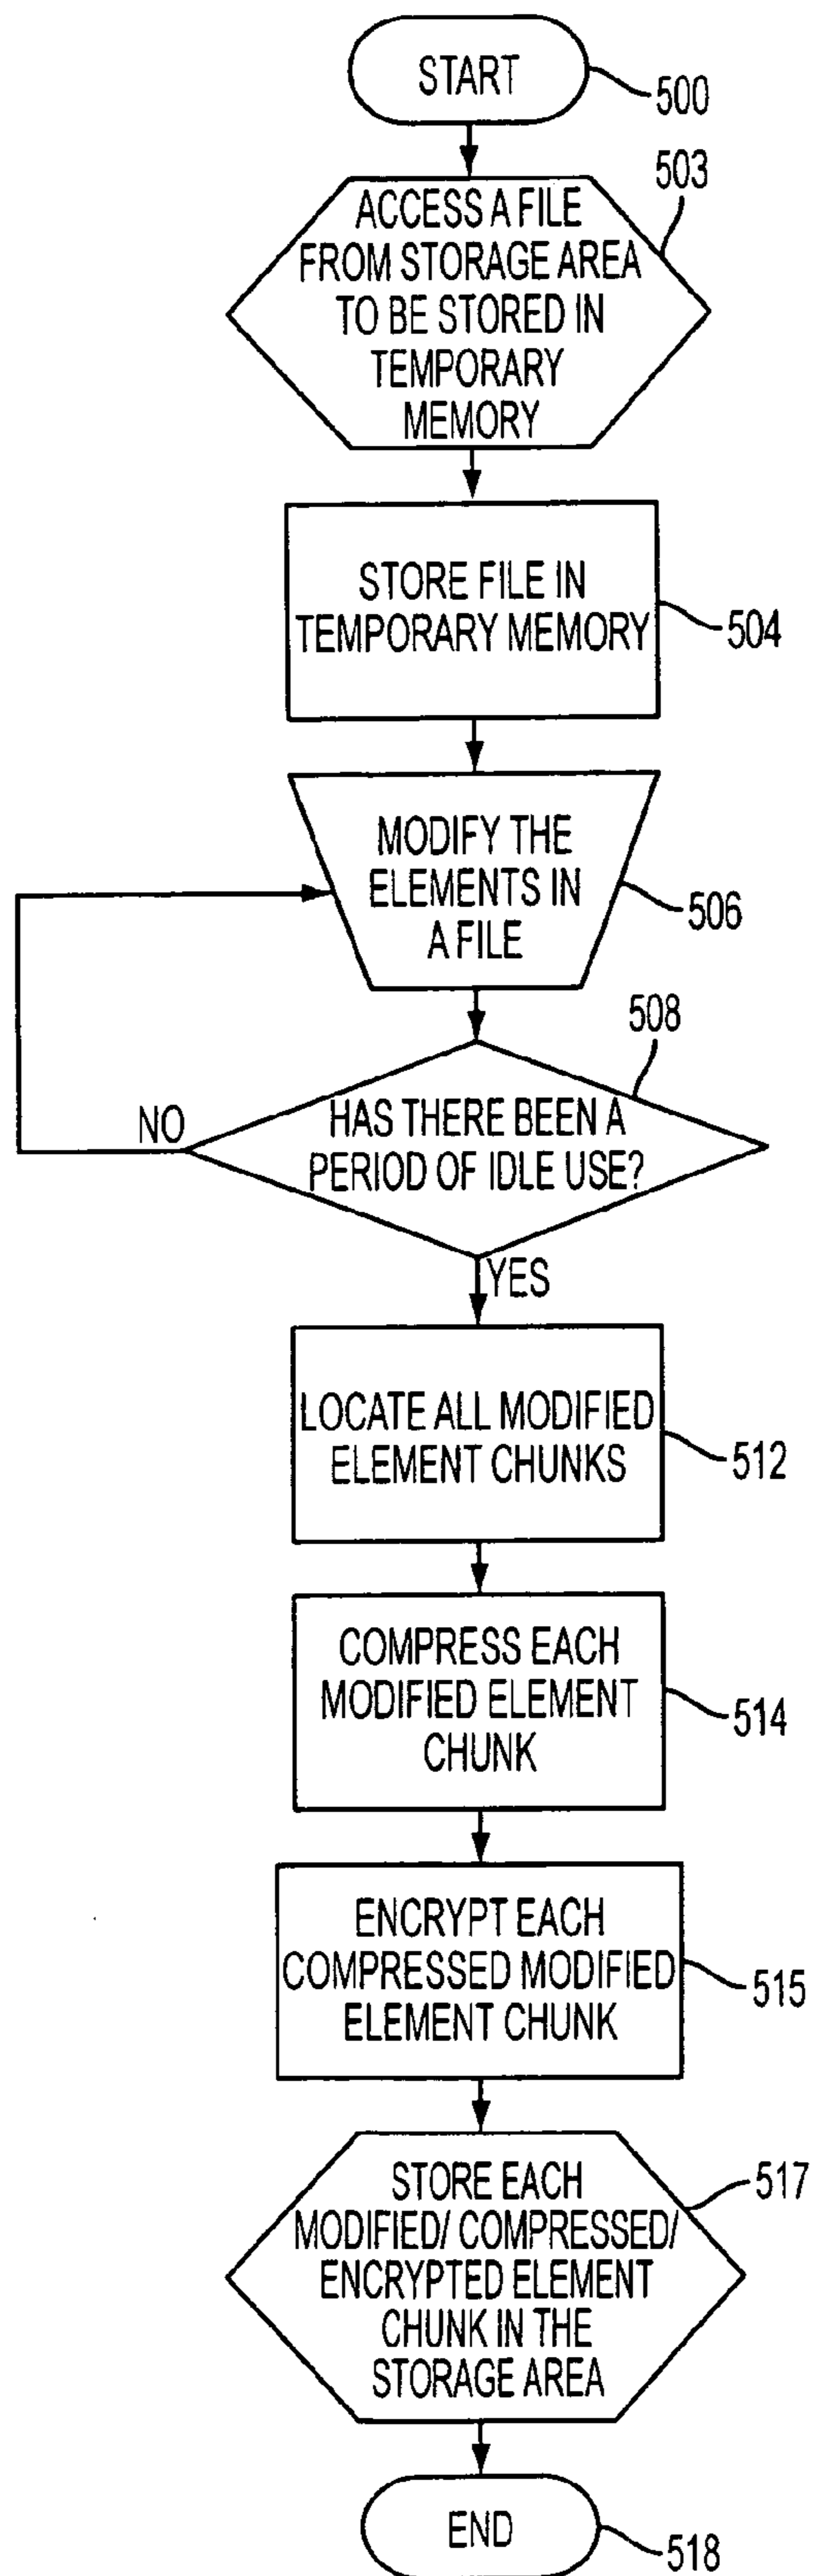 START
500
503
ACCESS A FILE
FROM STORAGE AREA
TO BE STORED IN
TEMPORARY
MEMORY
STORE FILE IN
TEMPORARY MEMORY
504
MODIFY THE
ELEMENTS IN
A FILE
506
508
NO
HAS THERE BEEN A
PERIOD OF IDLE USE?
YES
LOCATE ALL MODIFIED
ELEMENT CHUNKS
512
COMPRESS EACH
MODIFIED ELEMENT
CHUNK
514
ENCRYPT EACH
COMPRESSED MODIFIED
ELEMENT CHUNK
515
STORE EACH
MODIFIED/ COMPRESSED/
ENCRYPTED ELEMENT
CHUNK IN THE
STORAGE AREA
517
END
518